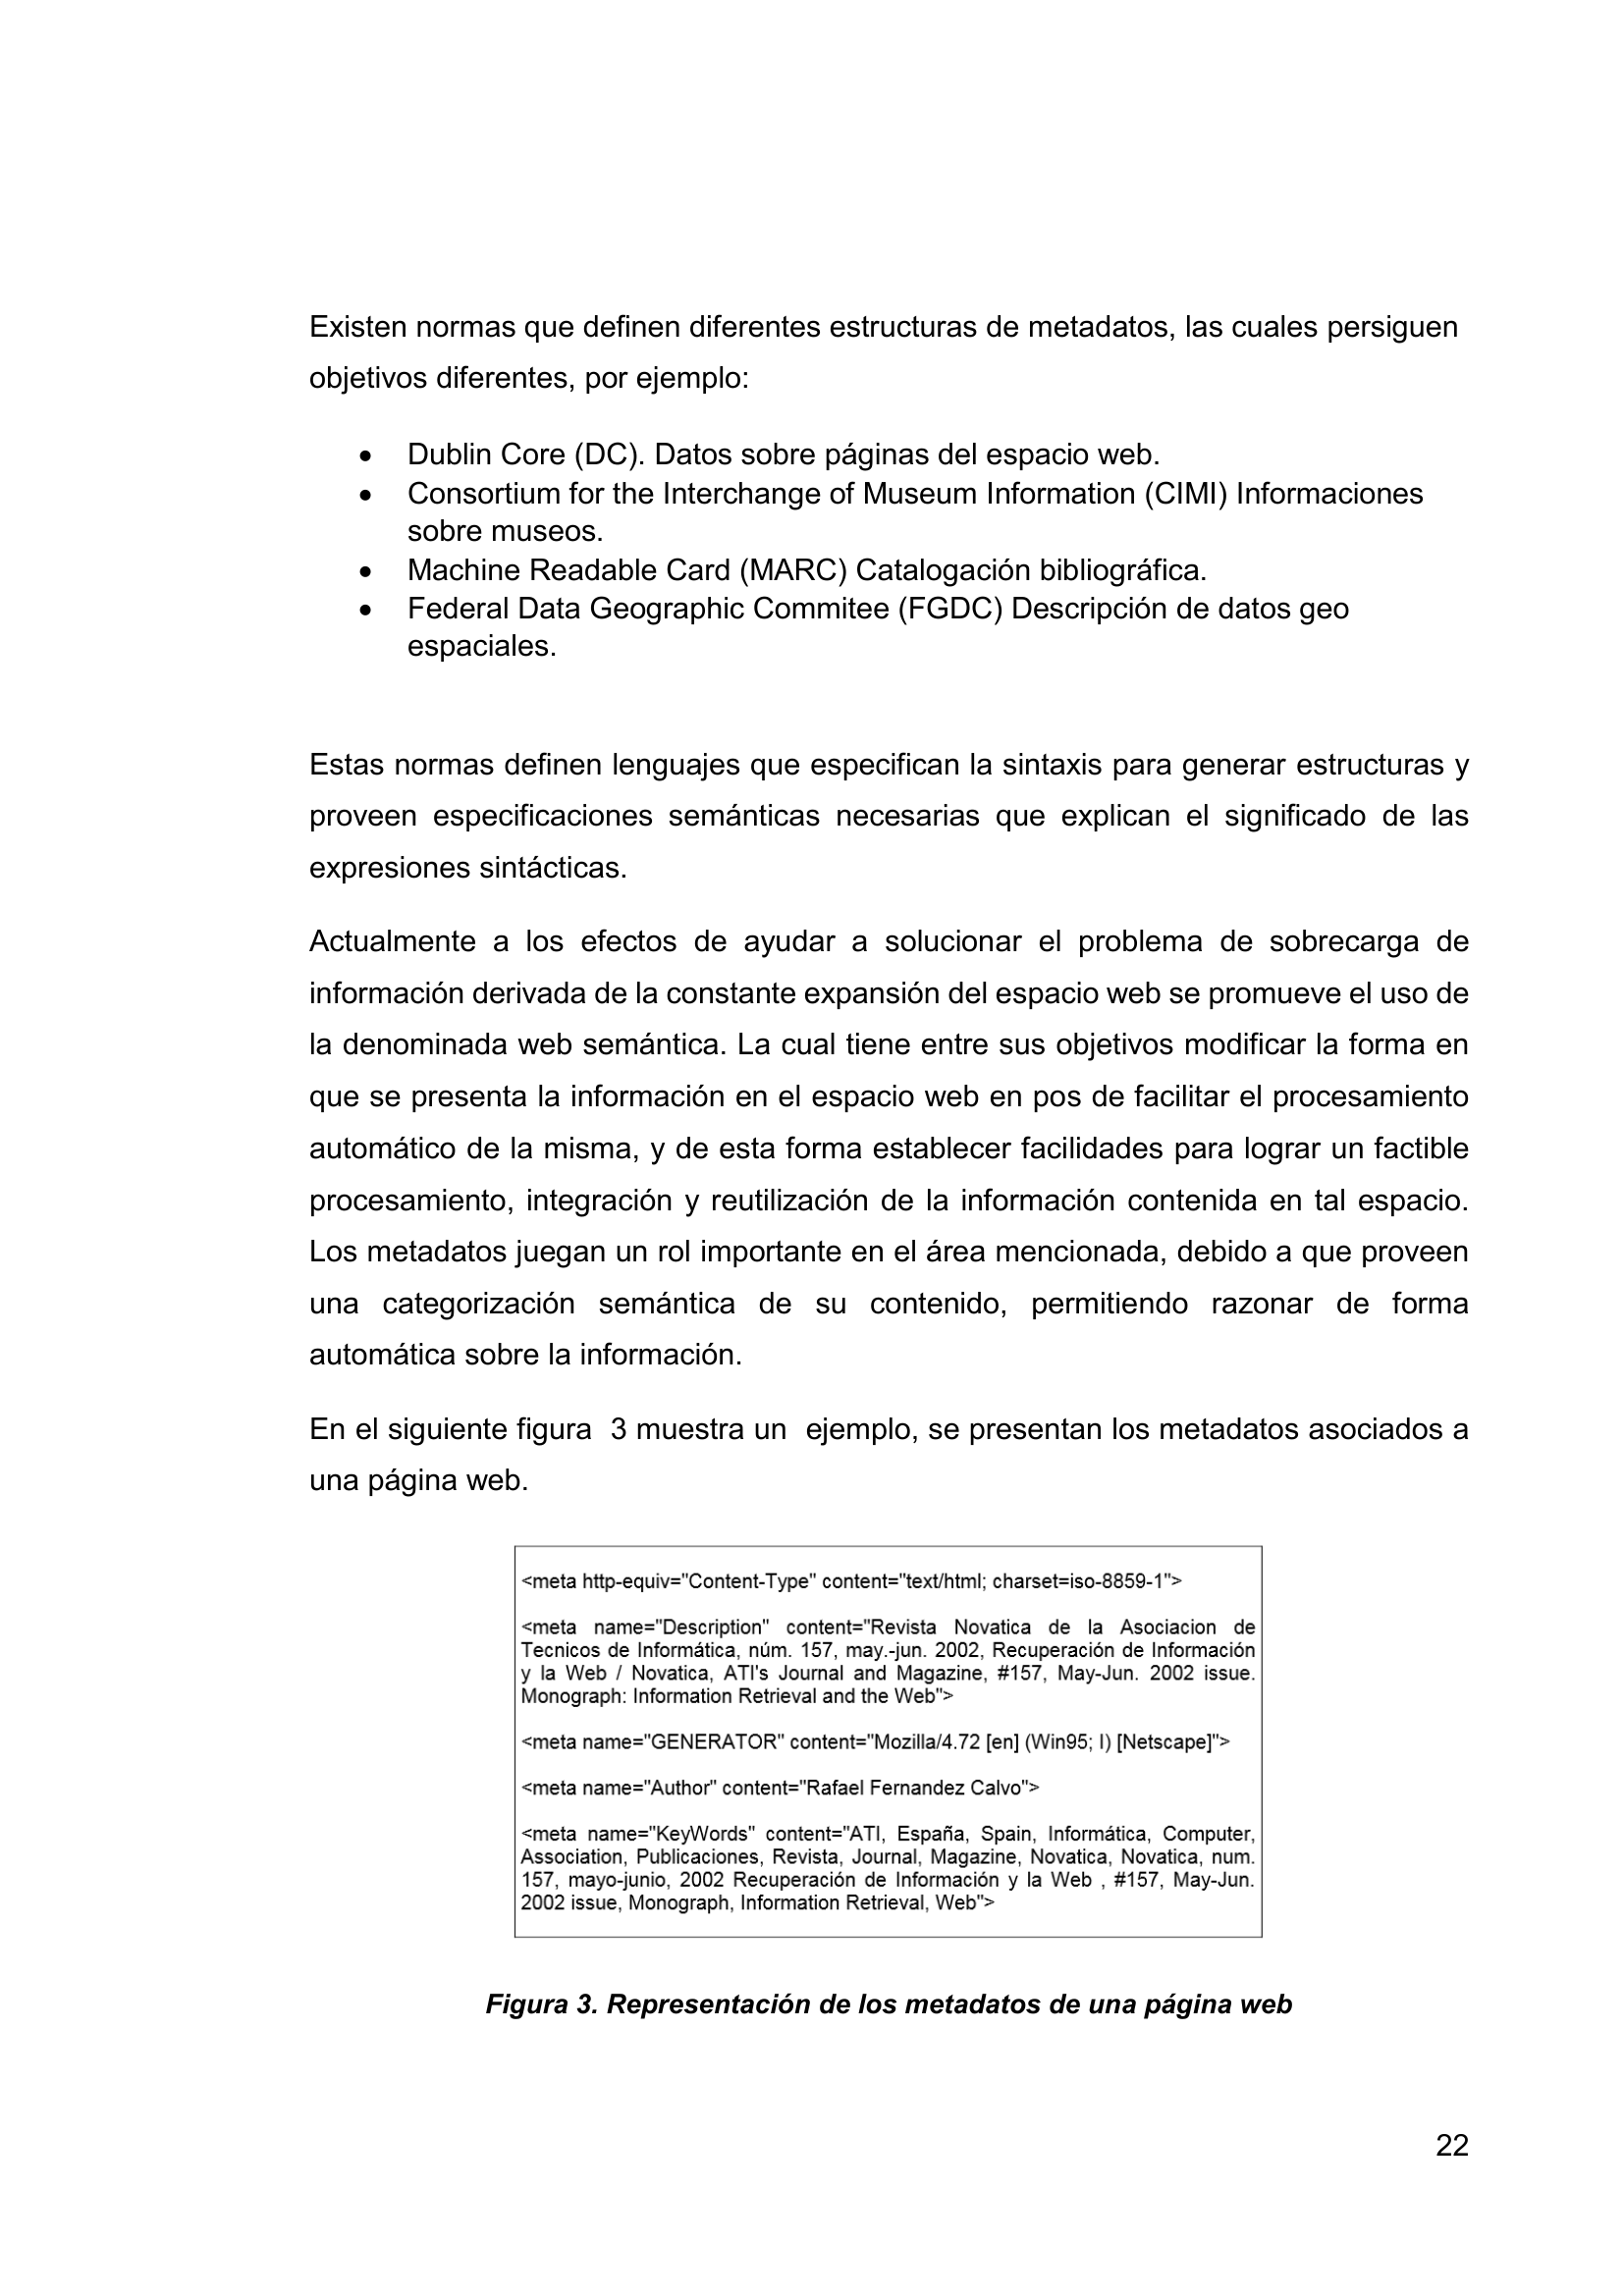 Existen normas que definen diferentes estructuras de metadatos, las cuales persiguen
objetivos diferentes, por ejemplo:
• Dublin Core (DC). Datos sobre páginas del espacio web.
• Consortium for the Interchange of Museum Information (CIMI) Informaciones
sobre museos.
• Machine Readable Card (MARC) Catalogación bibliográfica.
• Federal Data Geographic Commitee (FGDC) Descripción de datos geo
espaciales.
Estas normas definen lenguajes que especifican la sintaxis para generar estructuras y
proveen especificaciones semánticas necesarias que explican el significado de las
expresiones sintácticas.
Actualmente a los efectos de ayudar a solucionar el problema de sobrecarga de
información derivada de la constante expansión del espacio web se promueve el uso de
la denominada web semántica. La cual tiene entre sus objetivos modificar la forma en
que se presenta la información en el espacio web en pos de facilitar el procesamiento
automático de la misma, y de esta forma establecer facilidades para lograr un factible
procesamiento, integración y reutilización de la información contenida en tal espacio.
Los metadatos juegan un rol importante en el área mencionada, debido a que proveen
una categorización semántica de su contenido, permitiendo razonar de forma
automática sobre la información.
En el siguiente figura  3 muestra un  ejemplo, se presentan los metadatos asociados a
una página web.
<meta http-equiv="Content-Type" content="text/html; charset=iso-8859-1">
<meta name="Description" content="Revista Novatica de la Asociacion de
Tecnicos de Informática, núm. 157, may.-jun. 2002, Recuperación de Información
y la Web / Novatica, ATI's Journal and Magazine, #157, May-Jun. 2002 issue.
Monograph: Information Retrieval and the Web">
<meta name="GENERATOR" content="Mozilla/4.72 [en] (Win95; I) [Netscape]">
<meta name="Author" content="Rafael Fernandez Calvo">
<meta name="KeyWords" content="ATI, España, Spain, Informática, Computer,
Association, Publicaciones, Revista, Journal, Magazine, Novatica, Novatica, num.
157, mayo-junio, 2002 Recuperación de Información y la Web , #157, May-Jun.
2002 issue, Monograph, Information Retrieval, Web">
Figura 3. Representación de los metadatos de una página web
22